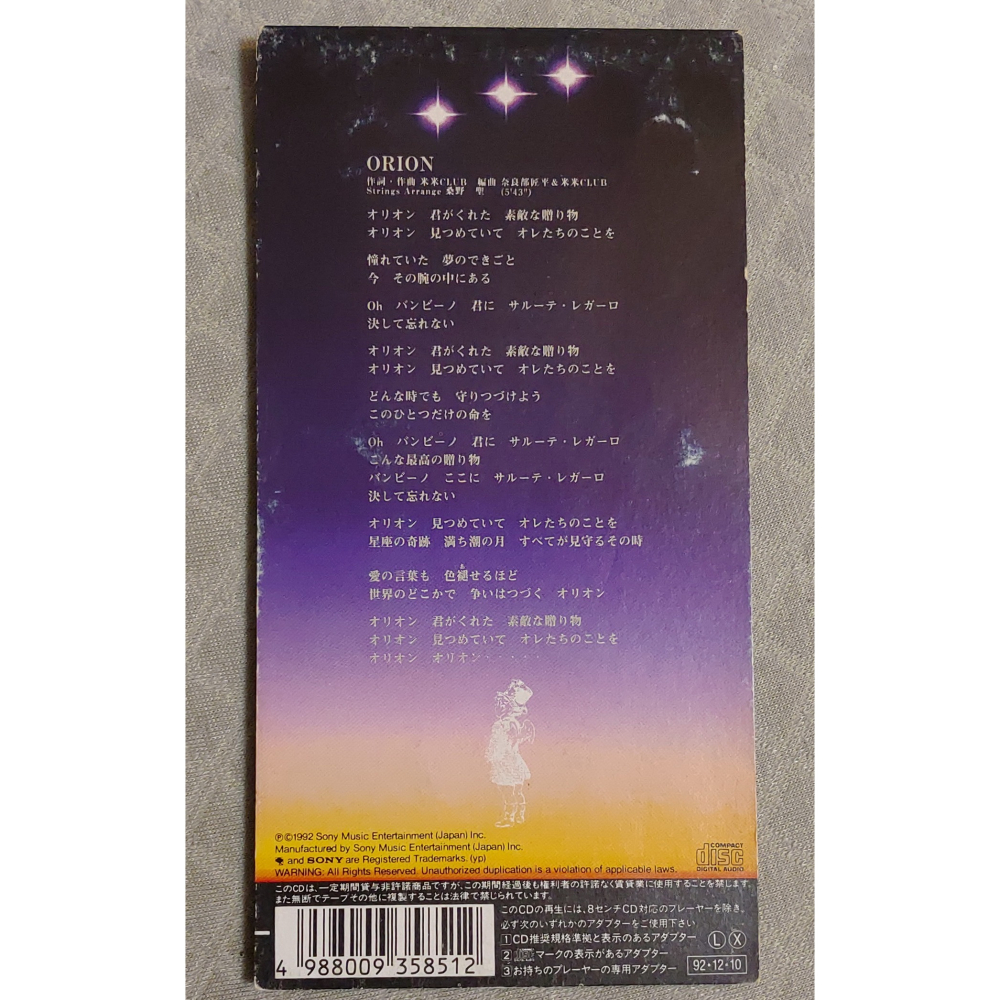 ORION
作詞・作曲 米米CLUB 編曲 奈良部匠平&米米CLUB
Strings Arrange 桑野 聖 (5'43")
オリオン 君がくれた 素敵な贈り物
オリオン 見つめていて オレたちのことを
憧れていた 夢のできごと
今 その腕の中にある
Oh バンビーノ 君に サルーテ・レガーロ
決して忘れない
オリオン 君がくれた 素敵な贈り物
オリオン 見つめていて オレたちのことを
どんな時でも 守りつづけよう
このひとつだけの命を
Oh バンビーノ 君に サルーテ・レガーロ
こんな最高の贈り物
バンビーノ ここに サルーテ・レガーロ
決して忘れない
オリオン 見つめていて オレたちのことを
星座の奇跡 満ち潮の月 すべてが見守るその時
愛の言葉も 色褪せるほど
世界のどこかで 争いはつづく オリオン
オリオン 君がくれた 素敵な贈り物
オリオン 見つめていて オレたちのことを
オリオン オリオン・・・・・
℗©1992 Sony Music Entertainment (Japan) Inc.
Manufactured by Sony Music Entertainment (Japan) Inc.
and SONY are Registered Trademarks. (yp)
WARNING: All Rights Reserved. Unauthorized duplication is a violation of applicable laws.
COMPACT
disc
DIGITAL AUDIO
このCDは、一定期間貸与非許諾商品ですが、この期間経過後も権利者の許諾なく賃貸業に使用することを禁じます。
また無断でテープその他に複製することは法律で禁じられています。
4 988009 358512
このCDの再生には、8センチCD対応のプレーヤーを除き、
必ず次のいずれかのアダプターをご使用下さい
1 CD推奨規格準拠と表示のあるアダプター
2 マークの表示があるアダプター
3 お持ちのプレーヤーの専用アダプター
L X
92・12・10